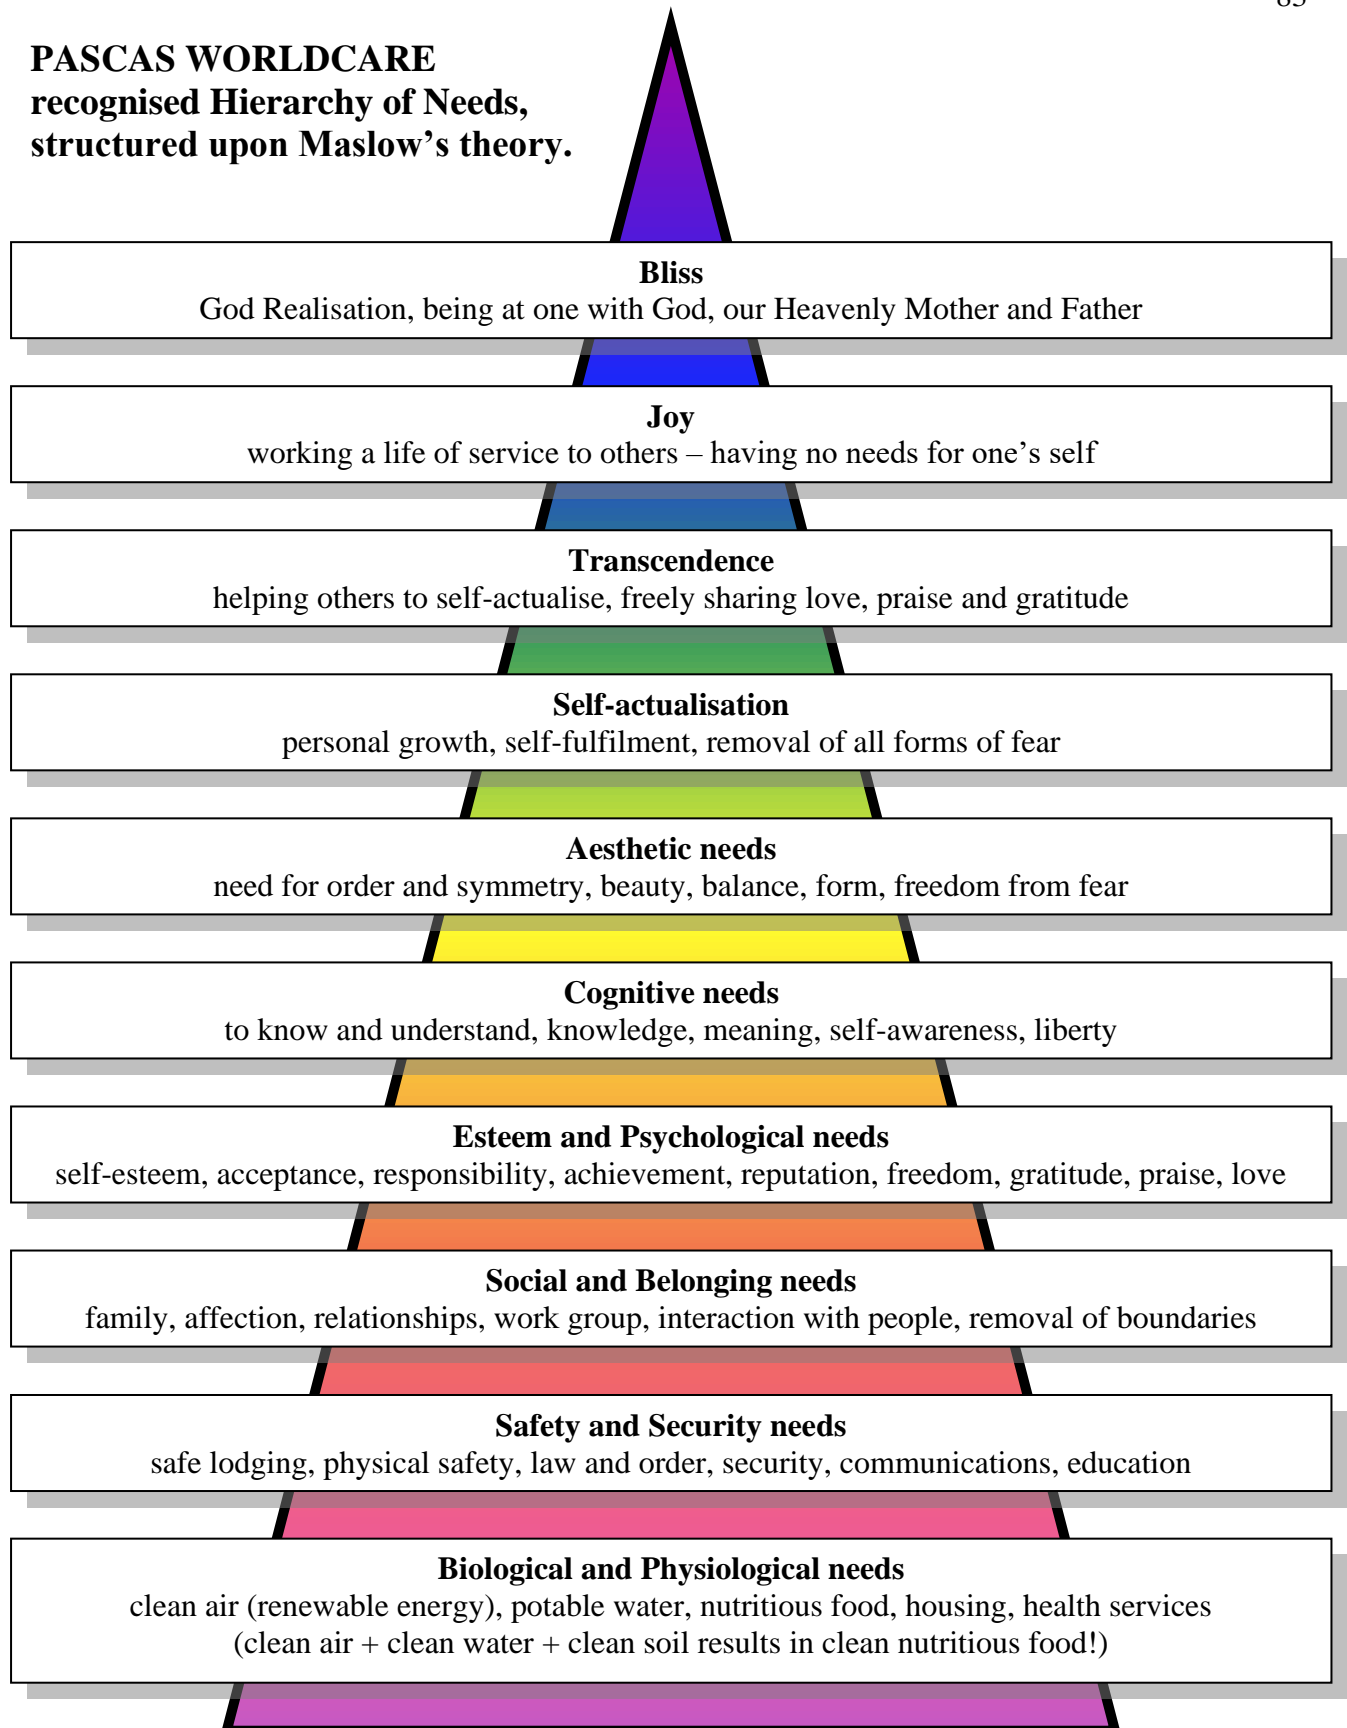 PASCAS WORLDCARE
recognised Hierarchy of Needs,
structured upon Maslow’s theory.
Bliss
God Realisation, being at one with God, our Heavenly Mother and Father
Joy
working a life of service to others – having no needs for one’s self
Transcendence
helping others to self-actualise, freely sharing love, praise and gratitude
Self-actualisation
personal growth, self-fulfilment, removal of all forms of fear
Aesthetic needs
need for order and symmetry, beauty, balance, form, freedom from fear
Cognitive needs
to know and understand, knowledge, meaning, self-awareness, liberty
Esteem and Psychological needs
self-esteem, acceptance, responsibility, achievement, reputation, freedom, gratitude, praise, love
Social and Belonging needs
family, affection, relationships, work group, interaction with people, removal of boundaries
Safety and Security needs
safe lodging, physical safety, law and order, security, communications, education
Biological and Physiological needs
clean air (renewable energy), potable water, nutritious food, housing, health services
(clean air + clean water + clean soil results in clean nutritious food!)